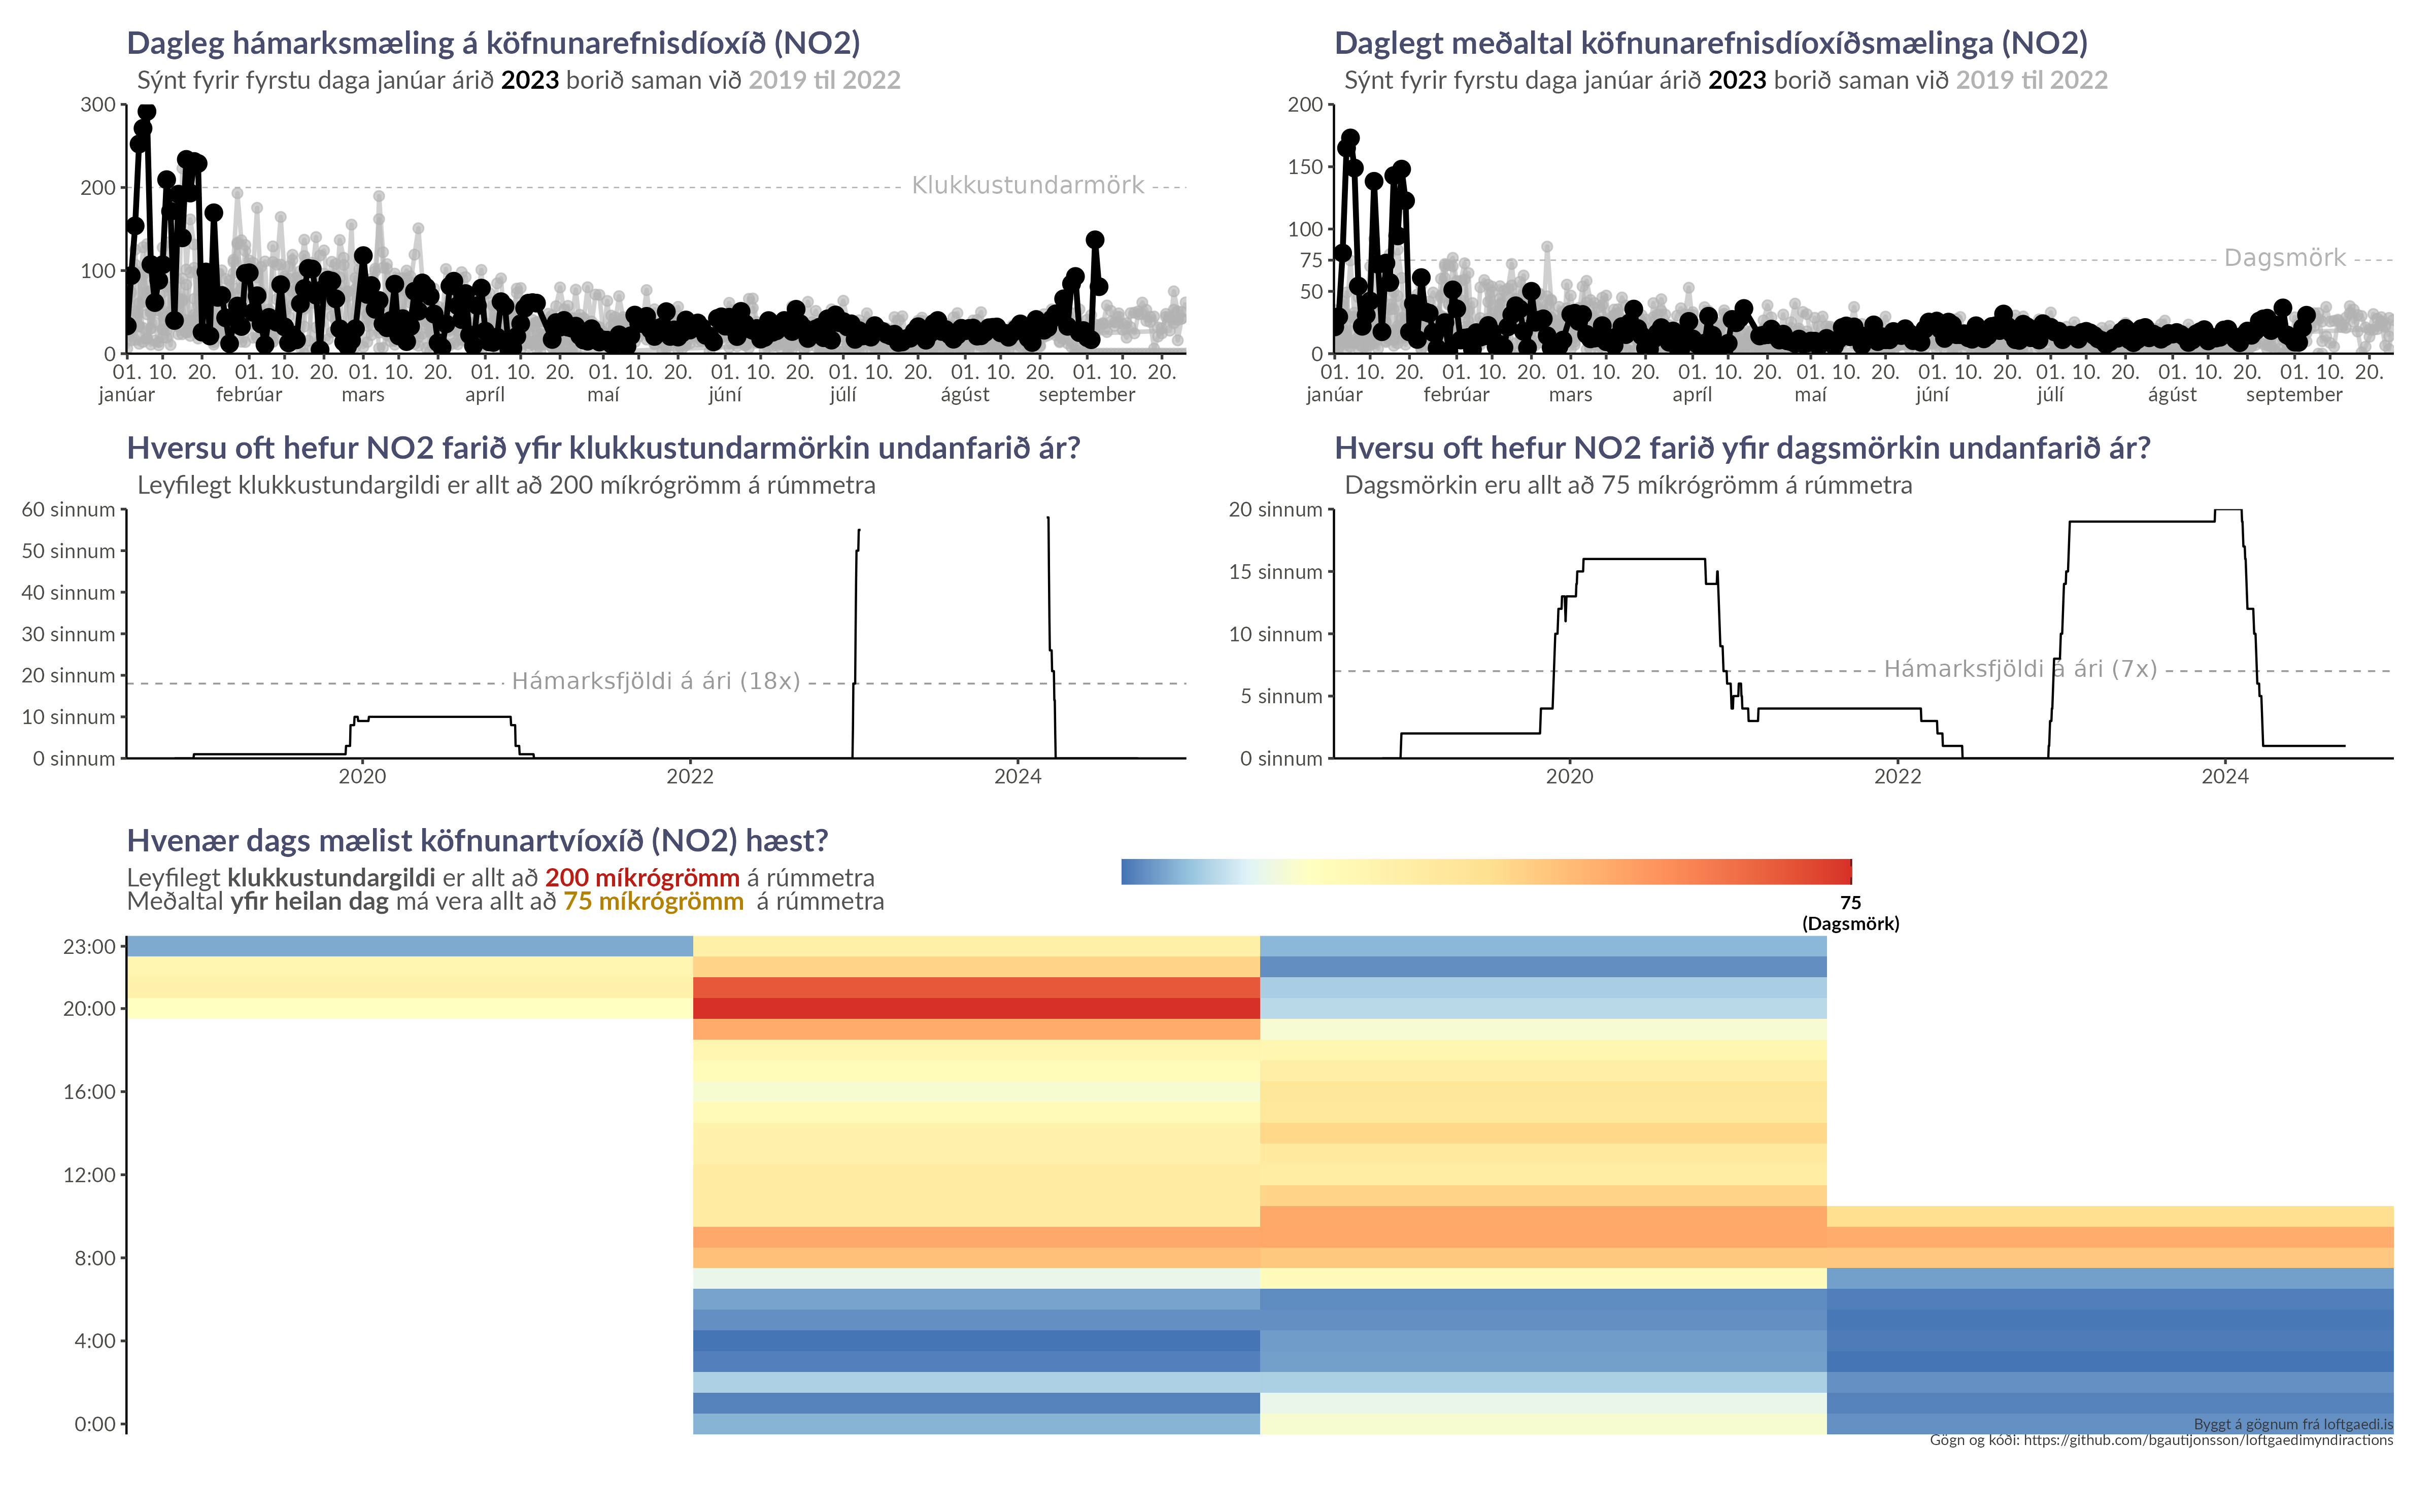 Dagleg hámarksmæling á köfnunarefnisdíoxíð (NO2)
Sýnt fyrir fyrstu daga janúar árið 2023 borið saman við 2019 til 2022
300
200
100
0
Klukkustundarmörk
01. 10. 20. 01. 10. 20. 01. 10. 20. 01. 10. 20. 01. 10. 20. 01. 10. 20. 01. 10. 20. 01. 10. 20. 01. 10. 20.
janúar febrúar mars apríl maí júní júlí ágúst september
Daglegt meðaltal köfnunarefnisdíoxíðsmælinga (NO2)
Sýnt fyrir fyrstu daga janúar árið 2023 borið saman við 2019 til 2022
200
150
100
75
50
0
Dagsmörk
01. 10. 20. 01. 10. 20. 01. 10. 20. 01. 10. 20. 01. 10. 20. 01. 10. 20. 01. 10. 20. 01. 10. 20. 01. 10. 20.
janúar febrúar mars apríl maí júní júlí ágúst september
Hversu oft hefur NO2 farið yfir klukkustundarmörkin undanfarið ár?
Leyfilegt klukkustundargildi er allt að 200 míkrógrömm á rúmmetra
60 sinnum
50 sinnum
40 sinnum
30 sinnum
20 sinnum
10 sinnum
0 sinnum
Hámarksfjöldi á ári (18x)
2020 2022 2024
Hversu oft hefur NO2 farið yfir dagsmörkin undanfarið ár?
Dagsmörkin eru allt að 75 míkrógrömm á rúmmetra
20 sinnum
15 sinnum
10 sinnum
5 sinnum
0 sinnum
Hámarksfjöldi á ári (7x)
2020 2022 2024
Hvenær dags mælist köfnunartvíoxíð (NO2) hæst?
Leyfilegt klukkustundargildi er allt að 200 míkrógrömm á rúmmetra
Meðaltal yfir heilan dag má vera allt að 75 míkrógrömm á rúmmetra
75
(Dagsmörk)
23:00
20:00
16:00
12:00
8:00
4:00
0:00
Byggt á gögnum frá loftgaedi.is
Gögn og kóði: https://github.com/bgautijonsson/loftgaedimyndiractions